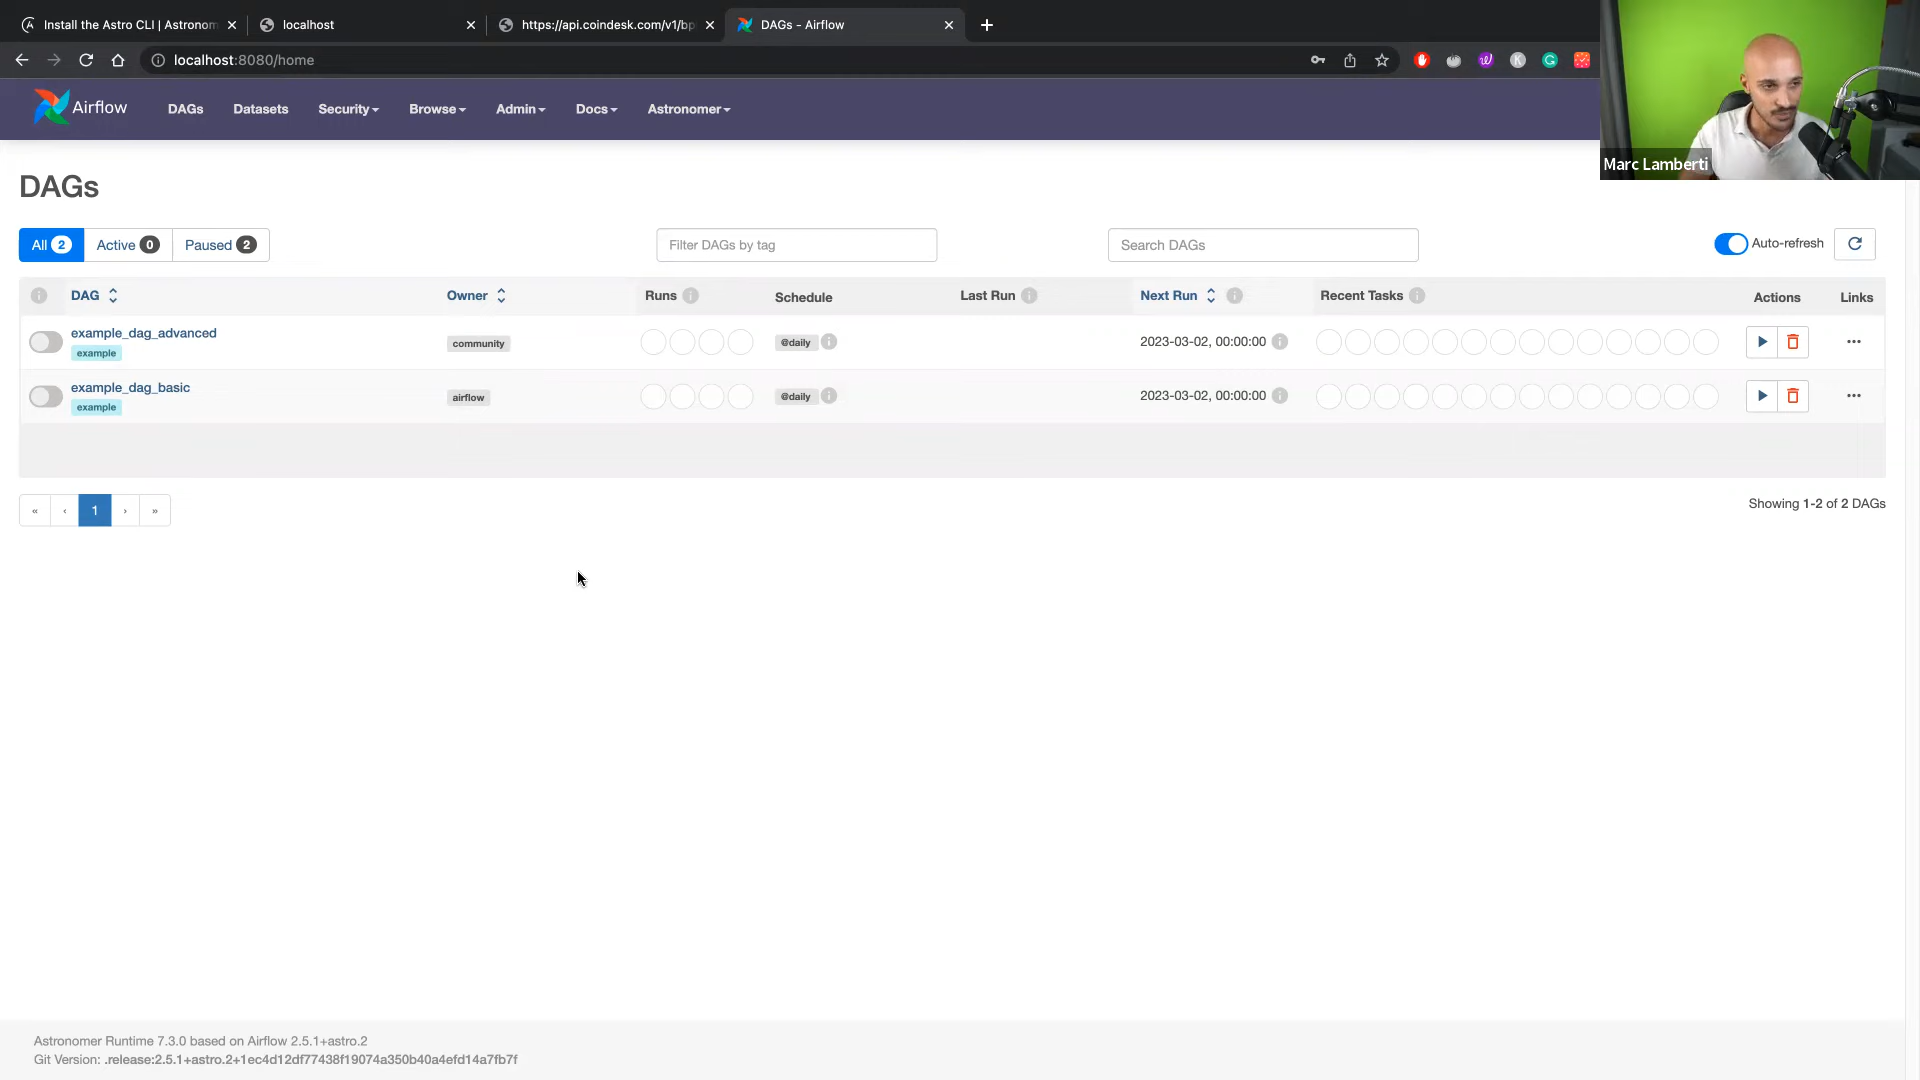 Install the Astro CLI | Astronom
localhost
https://api.coindesk.com/v1/bp
DAGs - Airflow
localhost:8080/home
Airflow
DAGs
Datasets
Security
Browse
Admin
Docs
Astronomer
Marc Lamberti
DAGs
All 2
Active 0
Paused 2
Filter DAGs by tag
Search DAGs
Auto-refresh
DAG
Owner
Runs
Schedule
Last Run
Next Run
Recent Tasks
Actions
Links
example_dag_advanced
example
community
@daily
2023-03-02, 00:00:00
example_dag_basic
example
airflow
@daily
2023-03-02, 00:00:00
« ‹ 1 › »
Showing 1-2 of 2 DAGs
Astronomer Runtime 7.3.0 based on Airflow 2.5.1+astro.2
Git Version: .release:2.5.1+astro.2+1ec4d12df77438f19074a350b40a4efd14a7fb7f